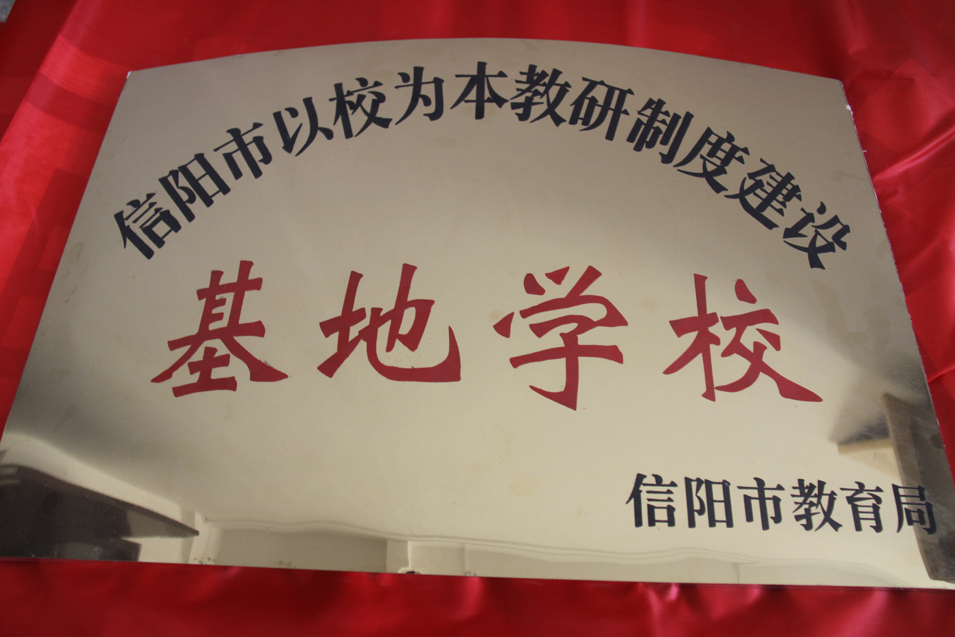 信阳市以校为本教研制度建设
基地学校
信阳市教育局